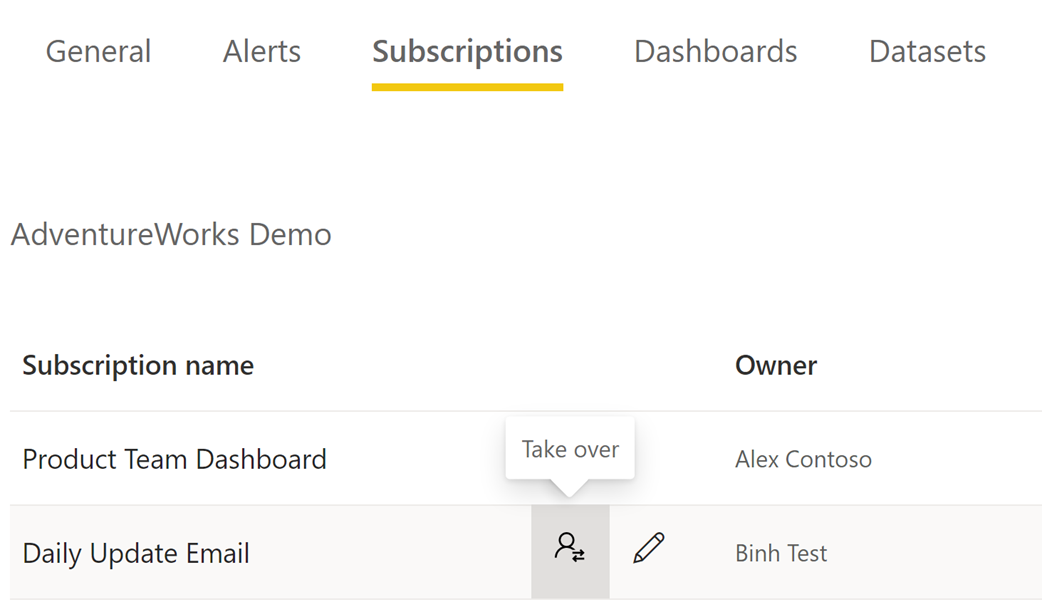 General Alerts Subscriptions Dashboards Datasets
AdventureWorks Demo
Subscription name Owner
Take over
Product Team Dashboard Alex Contoso
Daily Update Email Binh Test